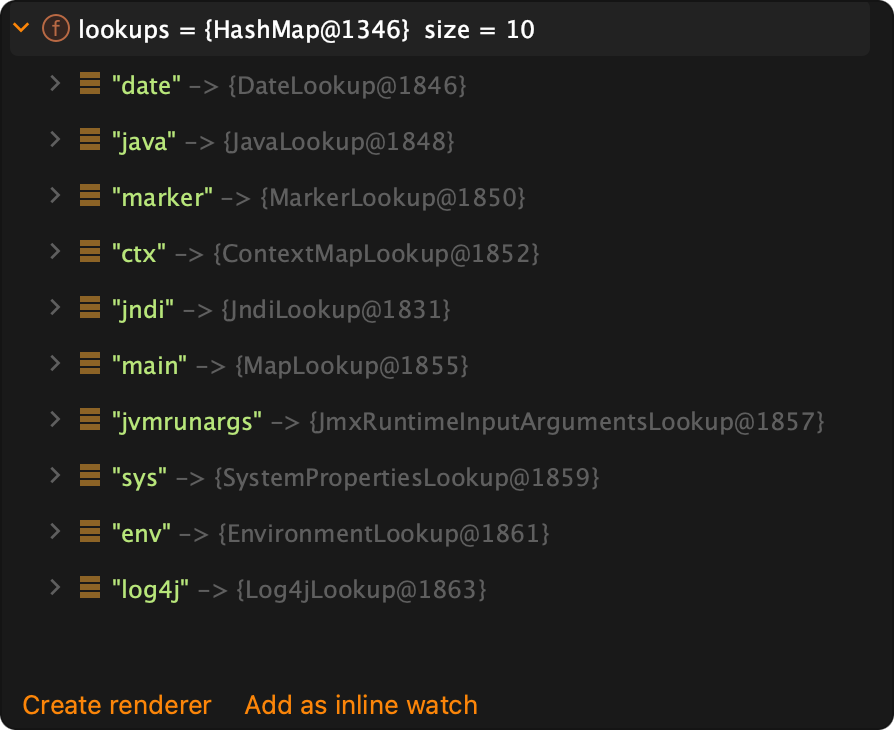 f lookups = {HashMap@1346} size = 10
"date" -> {DateLookup@1846}
"java" -> {JavaLookup@1848}
"marker" -> {MarkerLookup@1850}
"ctx" -> {ContextMapLookup@1852}
"jndi" -> {JndiLookup@1831}
"main" -> {MapLookup@1855}
"jvmrunargs" -> {JmxRuntimeInputArgumentsLookup@1857}
"sys" -> {SystemPropertiesLookup@1859}
"env" -> {EnvironmentLookup@1861}
"log4j" -> {Log4jLookup@1863}
Create renderer Add as inline watch